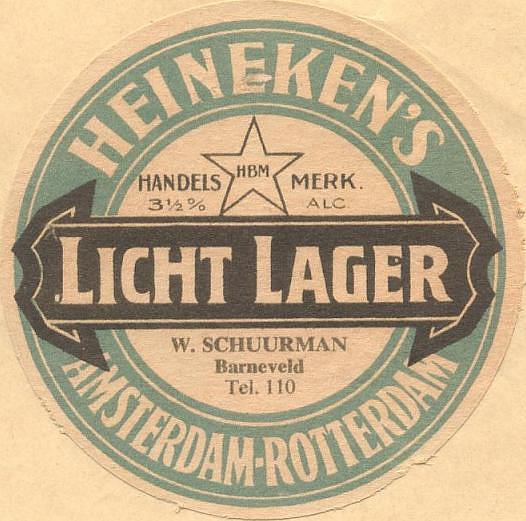 HEINEKEN'S
HBM
HANDELS MERK.
3½% ALC
LICHT LAGER
W. SCHUURMAN
Barneveld
Tel. 110
AMSTERDAM-ROTTERDAM